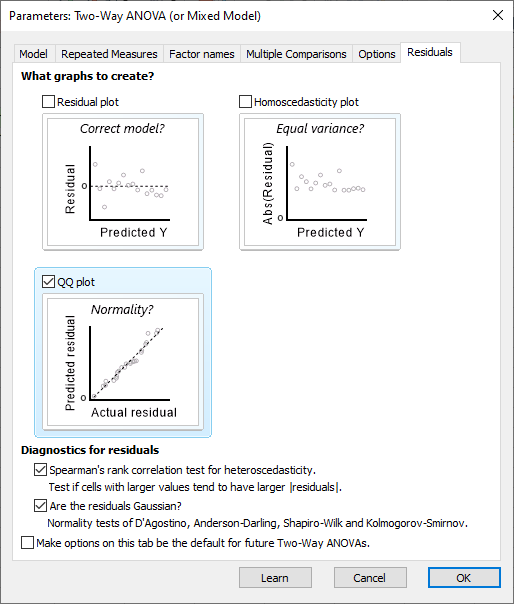 Parameters: Two-Way ANOVA (or Mixed Model)
Model Repeated Measures Factor names Multiple Comparisons Options Residuals
What graphs to create?
Residual plot Homoscedasticity plot
Correct model?
Residual
0
Predicted Y
Equal variance?
Abs(Residual)
0
Predicted Y
QQ plot
Normality?
Predicted residual
0
Actual residual
Diagnostics for residuals
Spearman's rank correlation test for heteroscedasticity.
Test if cells with larger values tend to have larger |residuals|.
Are the residuals Gaussian?
Normality tests of D'Agostino, Anderson-Darling, Shapiro-Wilk and Kolmogorov-Smirnov.
Make options on this tab be the default for future Two-Way ANOVAs.
Learn Cancel OK